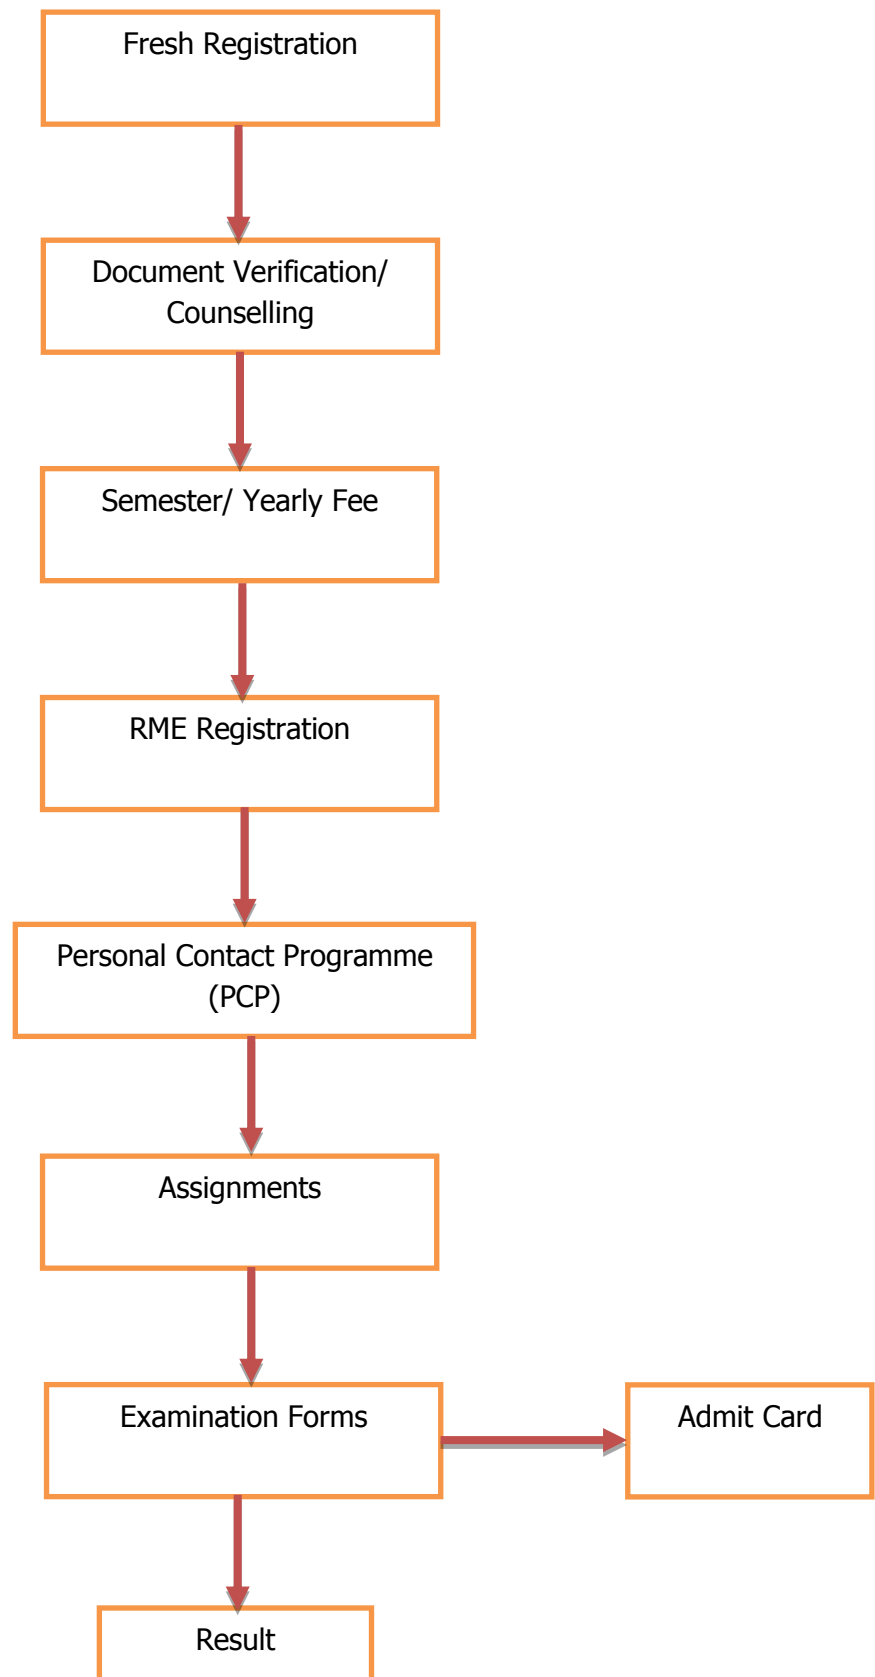 Fresh Registration
Document Verification/
Counselling
Semester/ Yearly Fee
RME Registration
Personal Contact Programme
(PCP)
Assignments
Examination Forms
Admit Card
Result